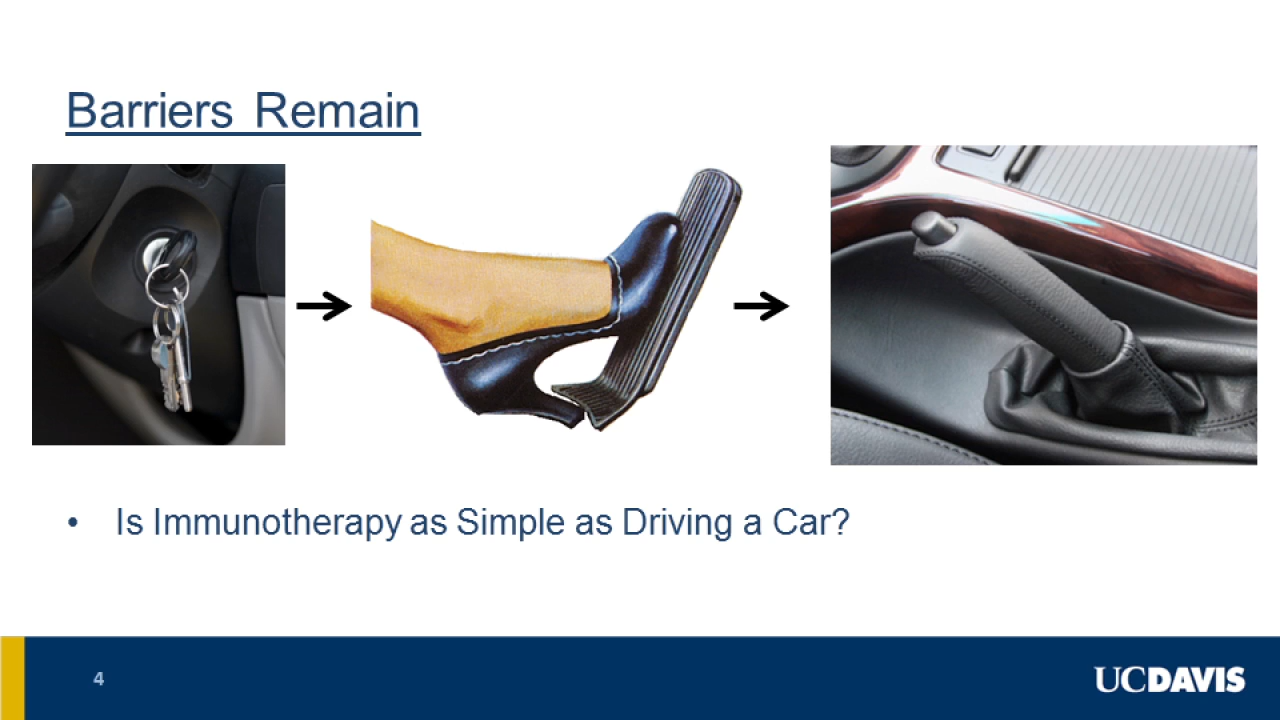 Barriers Remain
• Is Immunotherapy as Simple as Driving a Car?
4
UCDAVIS